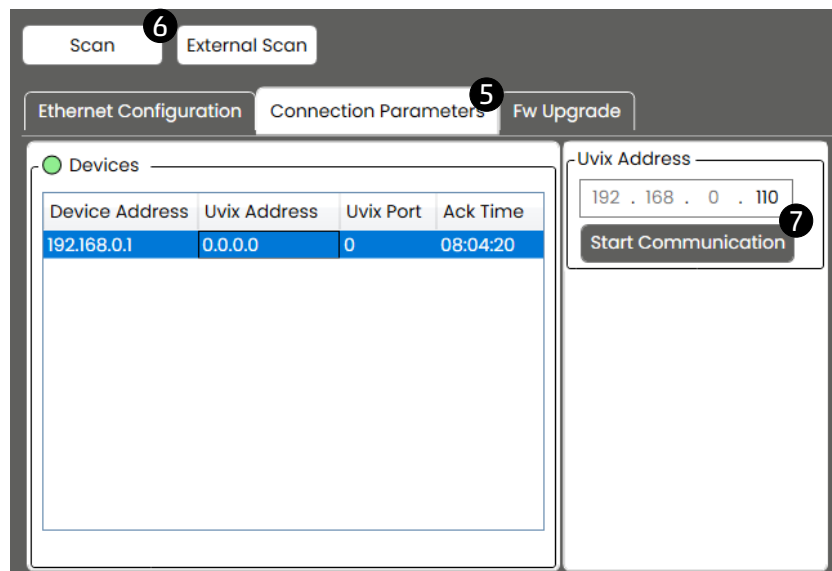 6
Scan External Scan
5
Ethernet Configuration Connection Parameters Fw Upgrade
Devices
Device Address Uvix Address Uvix Port Ack Time
192.168.0.1 0.0.0.0 0 08:04:20
Uvix Address
192 . 168 . 0 . 110
7
Start Communication